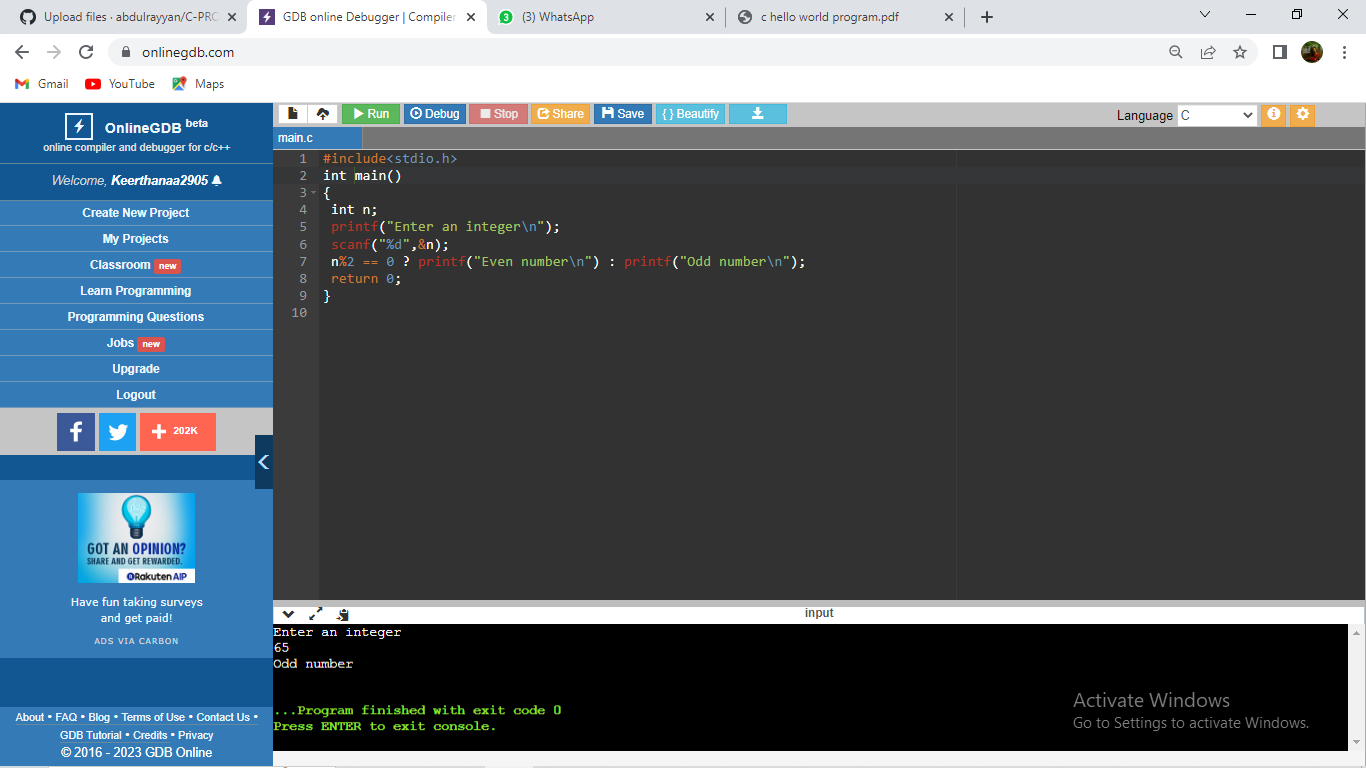 Upload files · abdulrayyan/C-PRC
GDB online Debugger | Compiler
(3) WhatsApp
c hello world program.pdf
onlinegdb.com
Gmail
YouTube
Maps
OnlineGDB beta
online compiler and debugger for c/c++
Welcome, Keerthanaa2905
Create New Project
My Projects
Classroom new
Learn Programming
Programming Questions
Jobs new
Upgrade
Logout
202K
GOT AN OPINION?
SHARE AND GET REWARDED.
Rakuten AIP
Have fun taking surveys
and get paid!
ADS VIA CARBON
About • FAQ • Blog • Terms of Use • Contact Us •
GDB Tutorial • Credits • Privacy
© 2016 - 2023 GDB Online
Run Debug Stop Share Save { } Beautify
Language C
main.c
1 #include<stdio.h>
2 int main()
3 {
4 int n;
5 printf("Enter an integer\n");
6 scanf("%d",&n);
7 n%2 == 0 ? printf("Even number\n") : printf("Odd number\n");
8 return 0;
9 }
10
input
Enter an integer
65
Odd number
...Program finished with exit code 0
Press ENTER to exit console.
Activate Windows
Go to Settings to activate Windows.